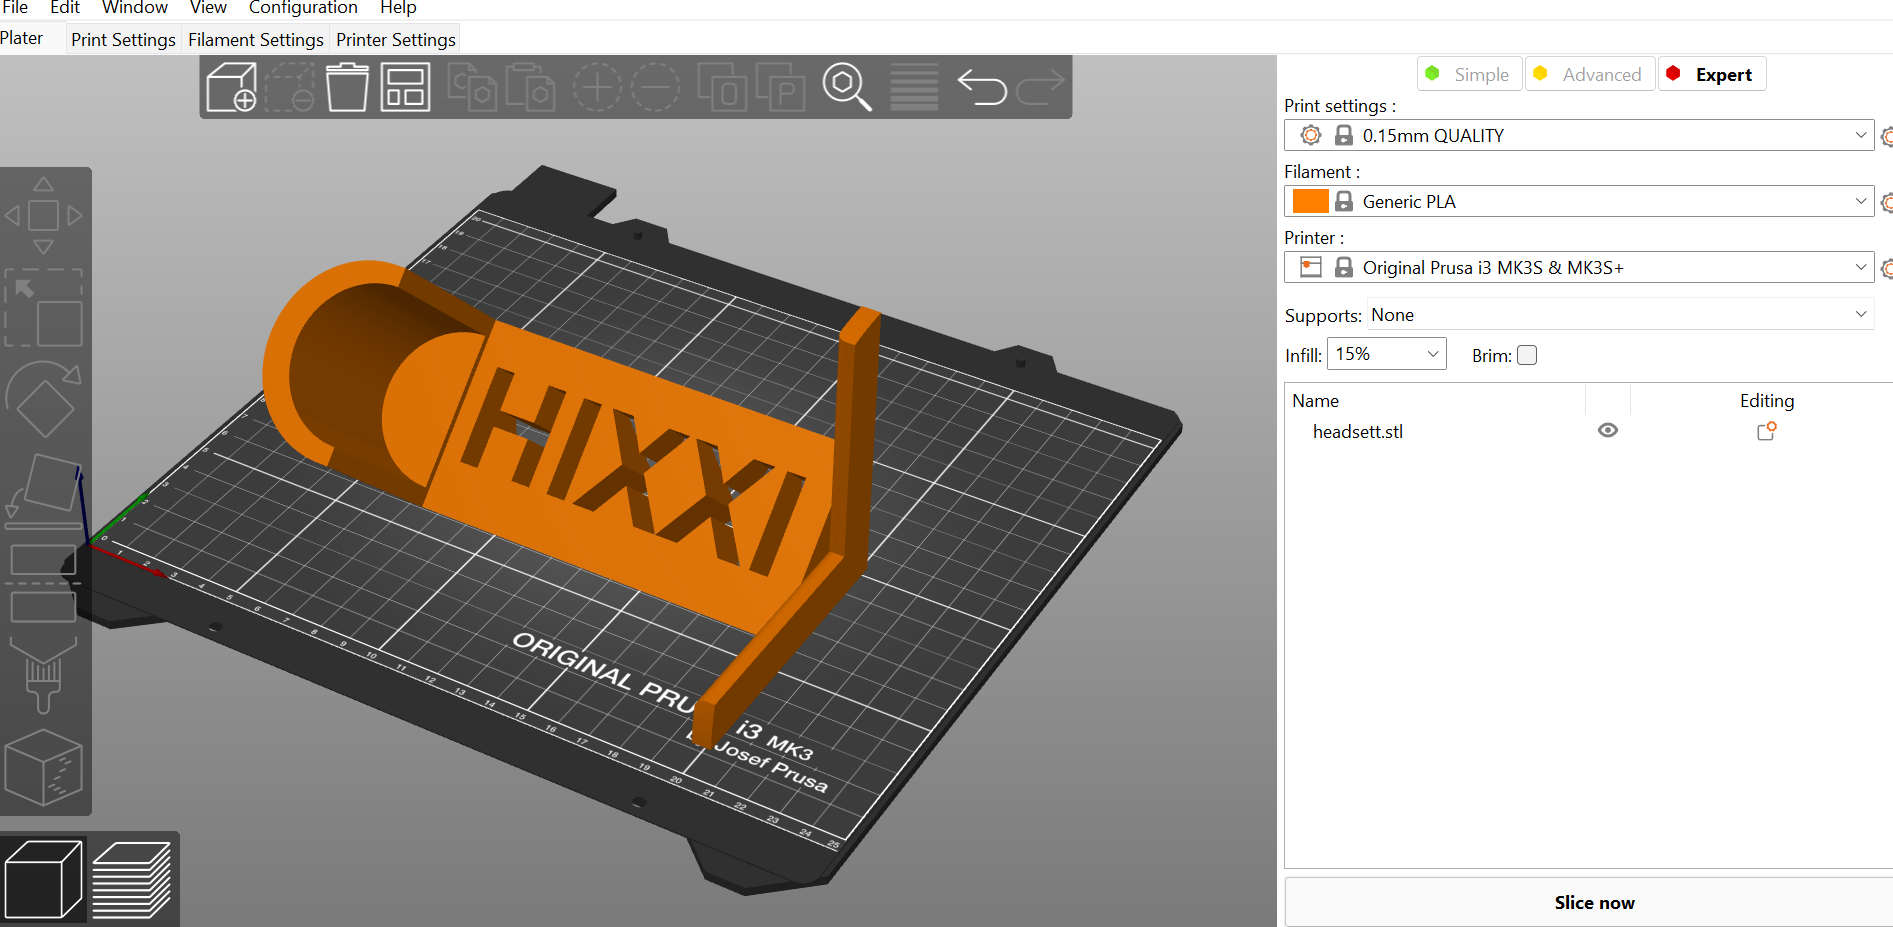 File Edit Window View Configuration Help
Plater Print Settings Filament Settings Printer Settings
Simple Advanced Expert
Print settings :
0.15mm QUALITY
Filament :
Generic PLA
Printer :
Original Prusa i3 MK3S & MK3S+
Supports: None
Infill: 15% Brim:
Name Editing
headsett.stl
Slice now
HIXXI
ORIGINAL PRU i3 MK3
Josef Prusa
0 1 2 3 4 5 6 7 8 9 10 11 12 13 14 15 16 17 18 19 20 21 22 23 24 25